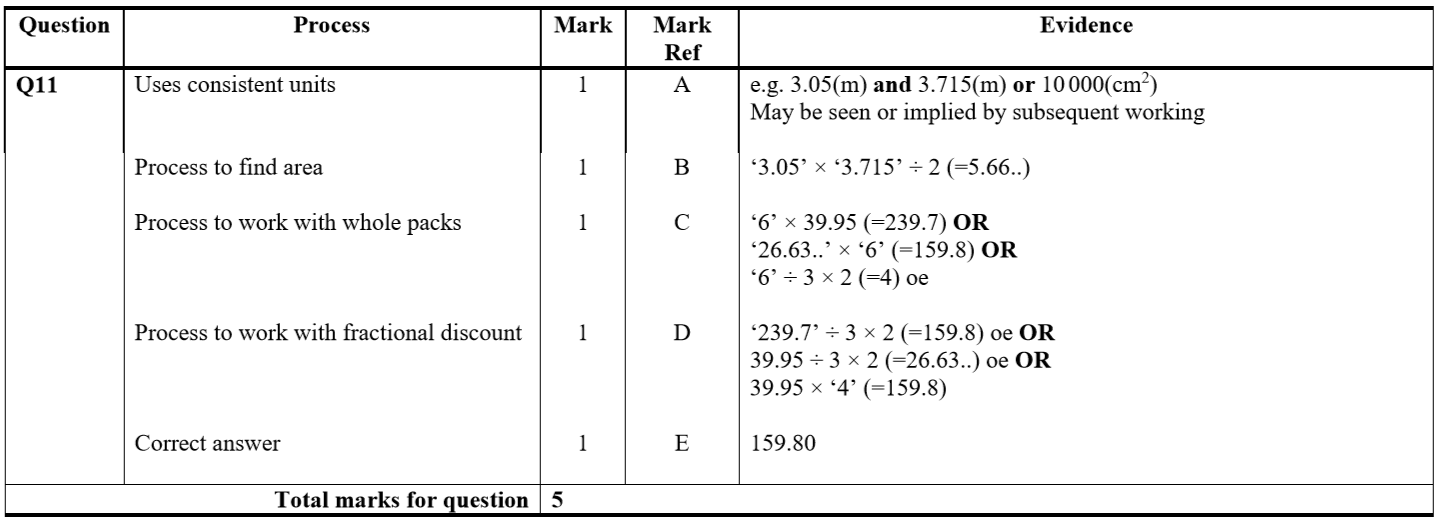 Question Process Mark Mark Ref Evidence
Q11 Uses consistent units 1 A e.g. 3.05(m) and 3.715(m) or 10 000(cm²)
May be seen or implied by subsequent working
Process to find area 1 B ‘3.05’ × ‘3.715’ ÷ 2 (=5.66..)
Process to work with whole packs 1 C ‘6’ × 39.95 (=239.7) OR
‘26.63..’ × ‘6’ (=159.8) OR
‘6’ ÷ 3 × 2 (=4) oe
Process to work with fractional discount 1 D ‘239.7’ ÷ 3 × 2 (=159.8) oe OR
39.95 ÷ 3 × 2 (=26.63..) oe OR
39.95 × ‘4’ (=159.8)
Correct answer 1 E 159.80
Total marks for question 5